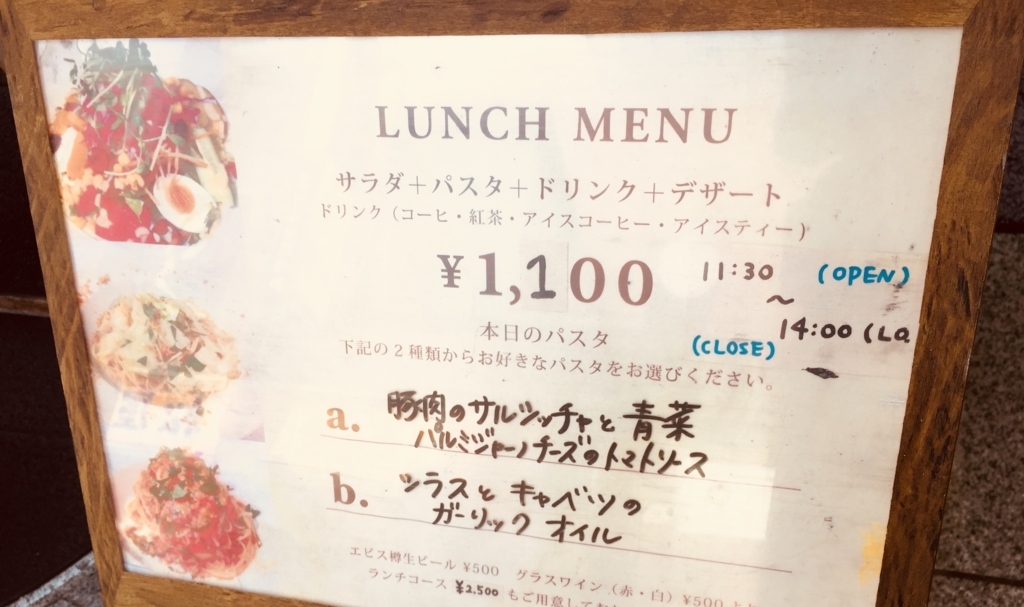 LUNCH MENU
サラダ+パスタ+ドリンク+デザート
ドリンク(コーヒ・紅茶・アイスコーヒー・アイスティー)
¥1,100
11:30 (OPEN)
~
14:00 (L.O.
(CLOSE)
本日のパスタ
下記の2種類からお好きなパスタをお選びください。
a. 豚肉のサルシッチャと青菜
パルミジャーノチーズのトマトソース
b. シラスとキャベツの
ガーリックオイル
エビス樽生ビール ¥500 グラスワイン(赤・白)¥500
ランチコース ¥2.500 もご用意してお